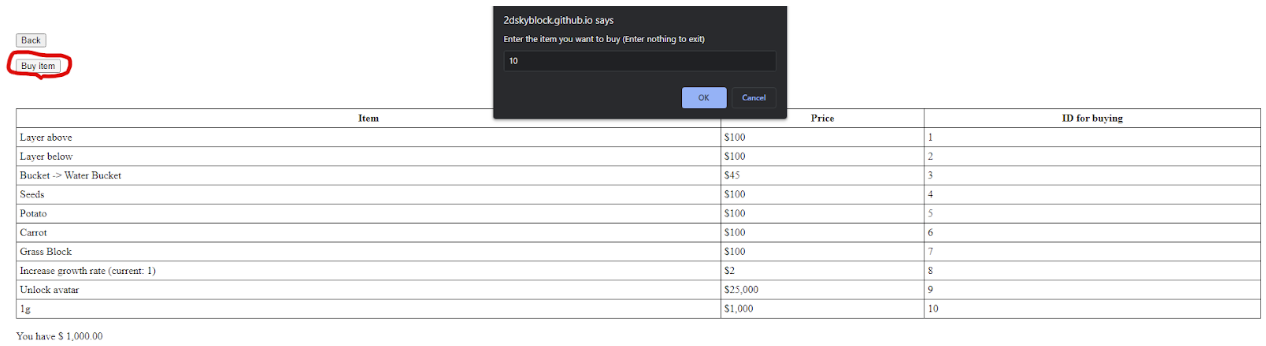 2dskyblock.github.io says
Back
Enter the item you want to buy (Enter nothing to exit)
Buy item
10
OK Cancel
Item Price ID for buying
Layer above $100 1
Layer below $100 2
Bucket -> Water Bucket $45 3
Seeds $100 4
Potato $100 5
Carrot $100 6
Grass Block $100 7
Increase growth rate (current: 1) $2 8
Unlock avatar $25,000 9
1g $1,000 10
You have $ 1,000.00